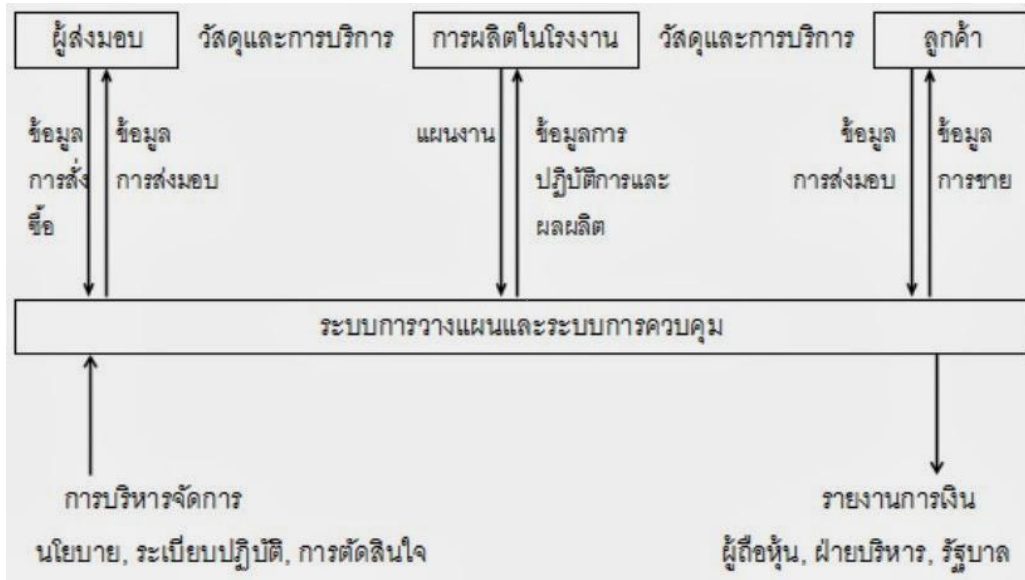 ผู้ส่งมอบ วัสดุและการบริการ การผลิตในโรงงาน วัสดุและการบริการ ลูกค้า
ข้อมูล
การสั่ง
ซื้อ
ข้อมูล
การส่งมอบ
แผนงาน
ข้อมูลการ
ปฏิบัติการและ
ผลผลิต
ข้อมูล
การส่งมอบ
ข้อมูล
การขาย
ระบบการวางแผนและระบบการควบคุม
การบริหารจัดการ
นโยบาย, ระเบียบปฏิบัติ, การตัดสินใจ
รายงานการเงิน
ผู้ถือหุ้น, ฝ่ายบริหาร, รัฐบาล